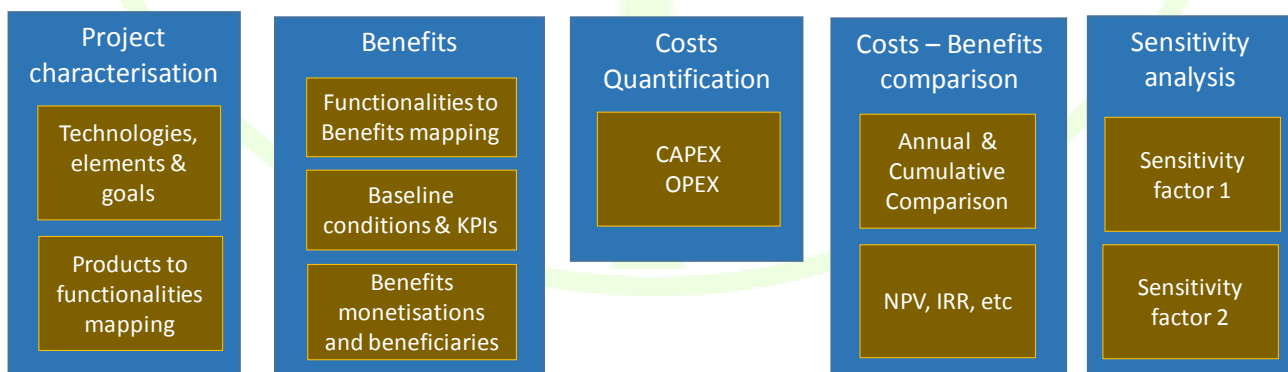 Project
characterisation
Technologies,
elements &
goals
Products to
functionalities
mapping
Benefits
Functionalities to
Benefits mapping
Baseline
conditions & KPIs
Benefits
monetisations
and beneficiaries
Costs
Quantification
CAPEX
OPEX
Costs – Benefits
comparison
Annual &
Cumulative
Comparison
NPV, IRR, etc
Sensitivity
analysis
Sensitivity
factor 1
Sensitivity
factor 2